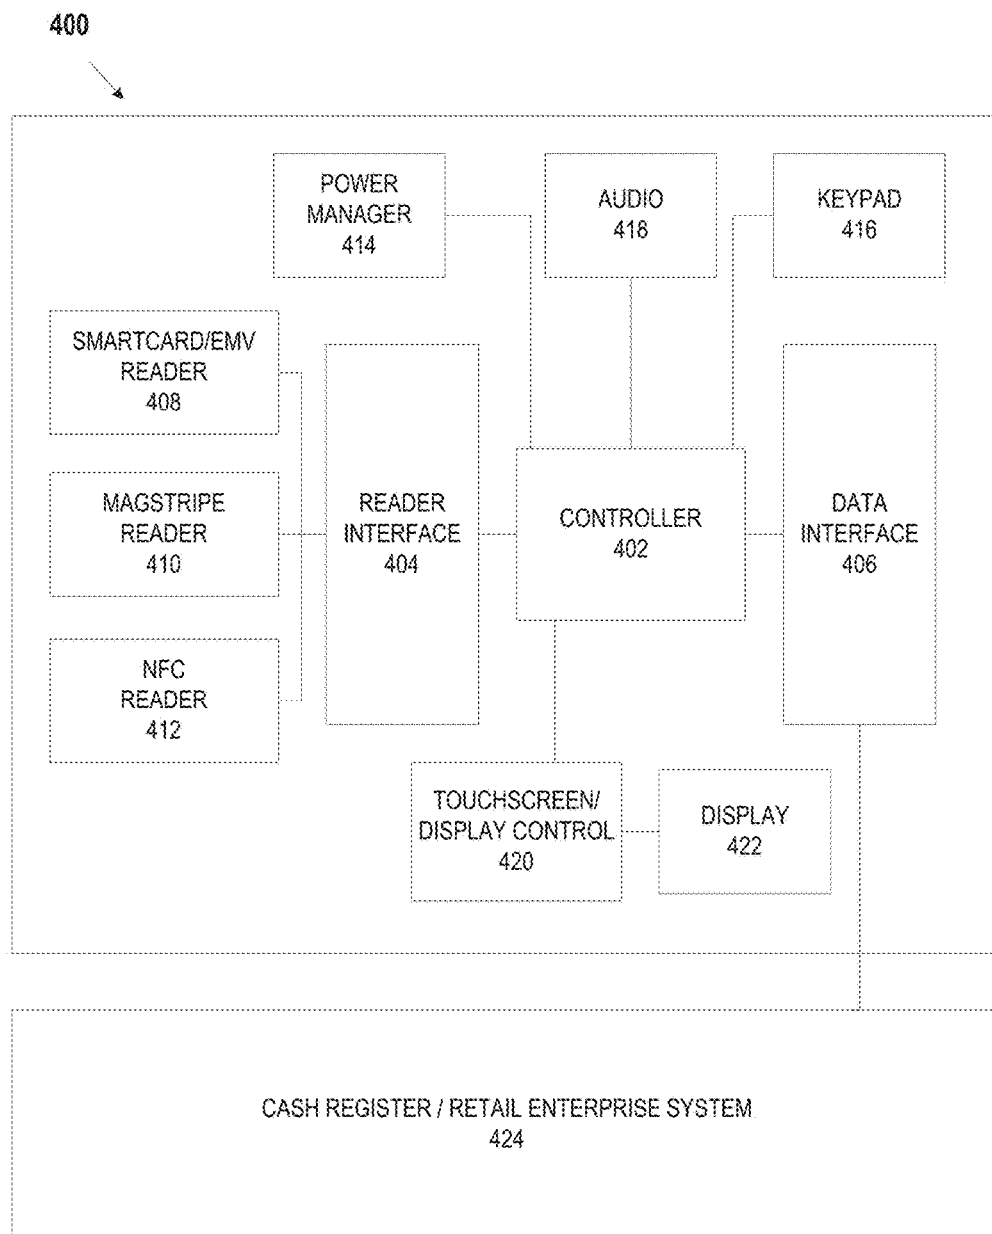 400
POWER
MANAGER
414
AUDIO
418
KEYPAD
416
SMARTCARD/EMV
READER
408
MAGSTRIPE
READER
410
NFC
READER
412
READER
INTERFACE
404
CONTROLLER
402
DATA
INTERFACE
406
TOUCHSCREEN/
DISPLAY CONTROL
420
DISPLAY
422
CASH REGISTER / RETAIL ENTERPRISE SYSTEM
424